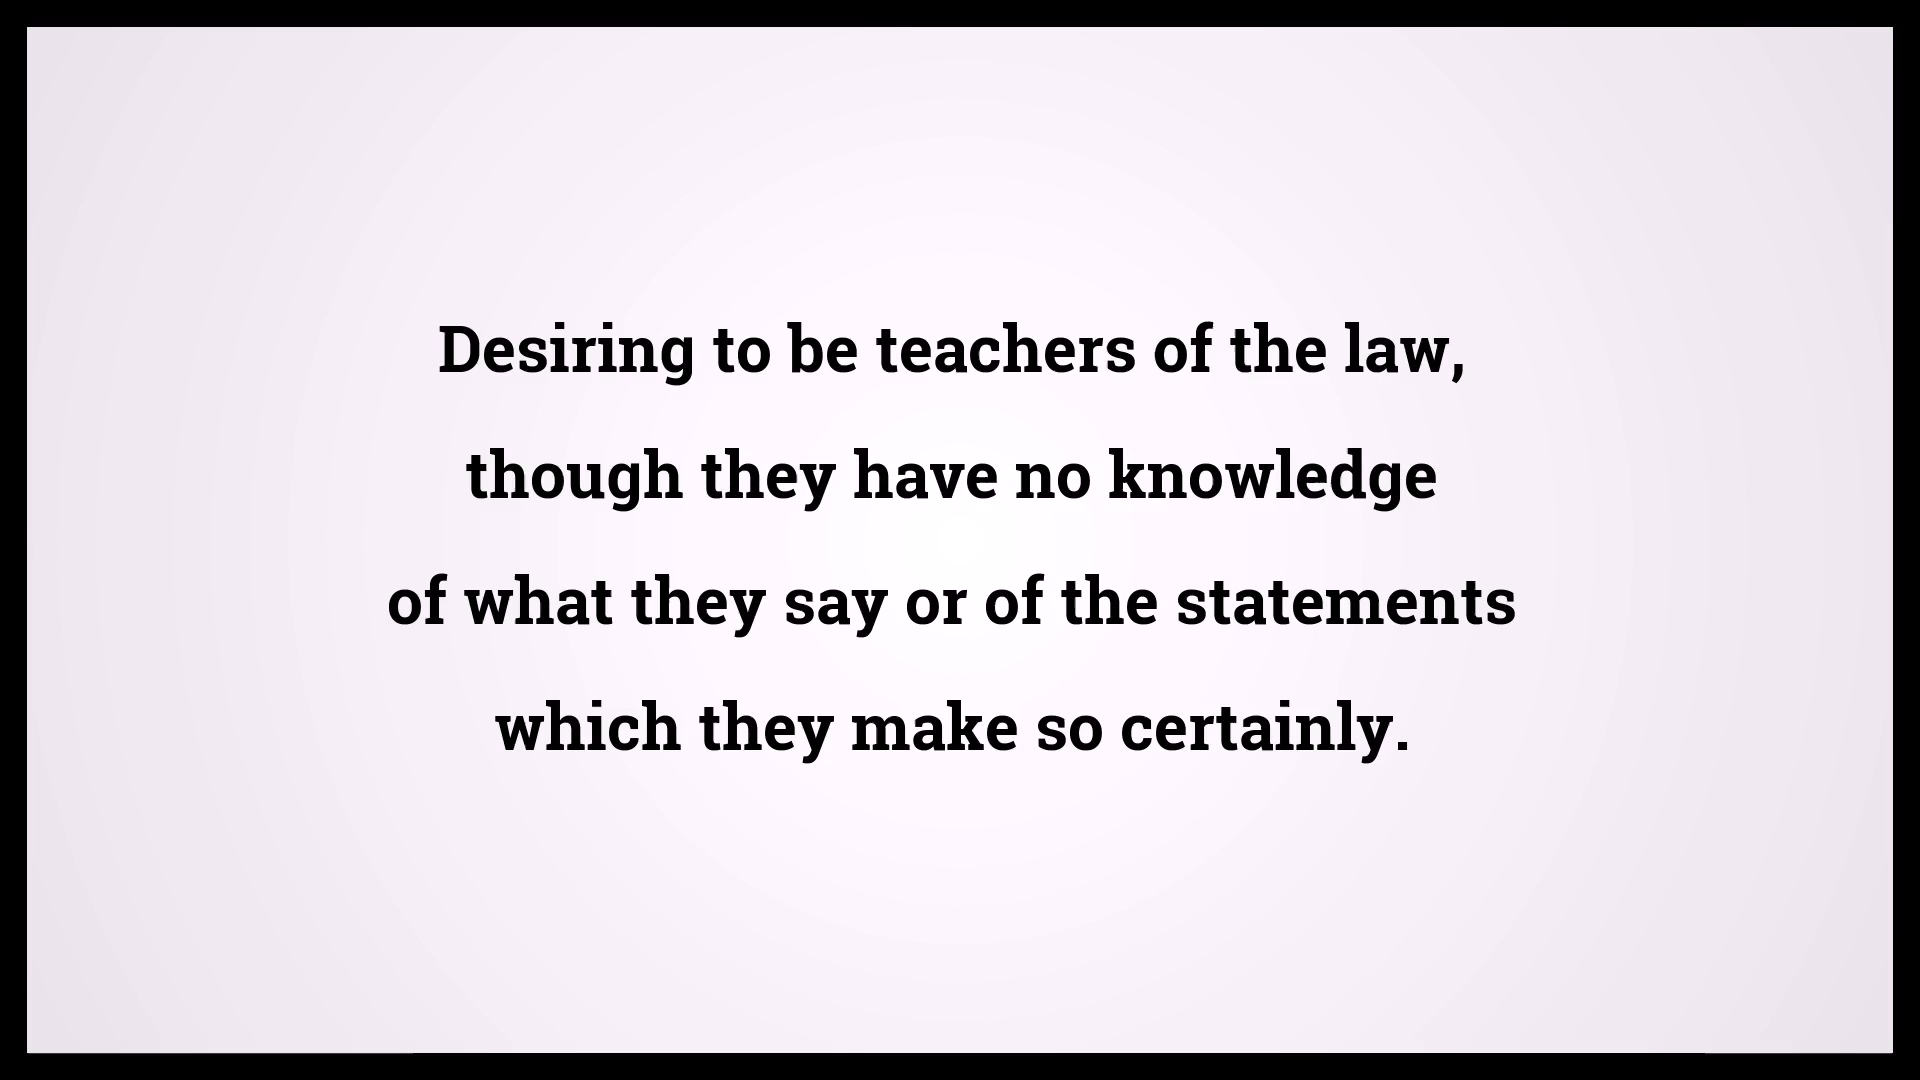 Desiring to be teachers of the law,
though they have no knowledge
of what they say or of the statements
which they make so certainly.